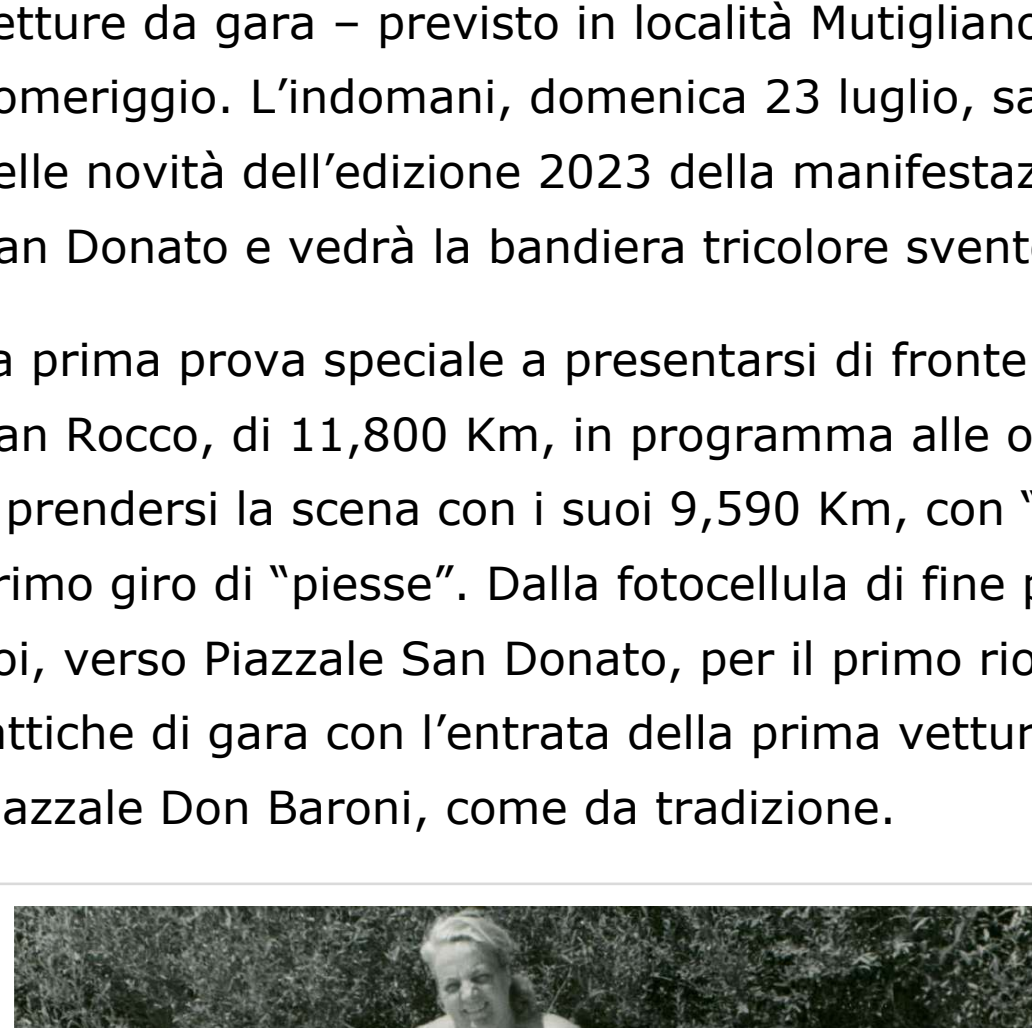 etture da gara – previsto in località Mutigliano
omeriggio. L’indomani, domenica 23 luglio, sa
elle novità dell’edizione 2023 della manifestaz
an Donato e vedrà la bandiera tricolore svento
a prima prova speciale a presentarsi di fronte
an Rocco, di 11,800 Km, in programma alle o
prendersi la scena con i suoi 9,590 Km, con “
rimo giro di “piesse”. Dalla fotocellula di fine p
oi, verso Piazzale San Donato, per il primo rio
attiche di gara con l’entrata della prima vettur
iazzale Don Baroni, come da tradizione.